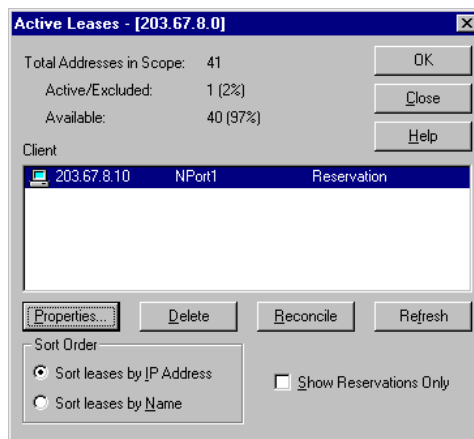 Active Leases - [203.67.8.0]
Total Addresses in Scope: 41
Active/Excluded: 1 (2%)
Available: 40 (97%)
OK
Close
Help
Client
203.67.8.10 NPort1 Reservation
Properties... Delete Reconcile Refresh
Sort Order
Sort leases by IP Address
Sort leases by Name
Show Reservations Only